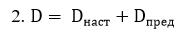 2. D = Dнаст + Dпред